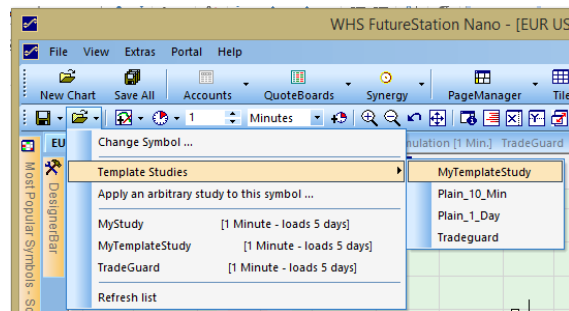 WHS FutureStation Nano - [EUR US
File View Extras Portal Help
New Chart Save All Accounts QuoteBoards Synergy PageManager Tile
1 Minutes
EU
Change Symbol ...
mulation [1 Min.] TradeGuard
Template Studies
MyTemplateStudy
Apply an arbitrary study to this symbol ...
Plain_10_Min
Plain_1_Day
Tradeguard
MyStudy [1 Minute - loads 5 days]
MyTemplateStudy [1 Minute - loads 5 days]
TradeGuard [1 Minute - loads 5 days]
Refresh list
Most Popular Symbols - Sc
DesignerBar